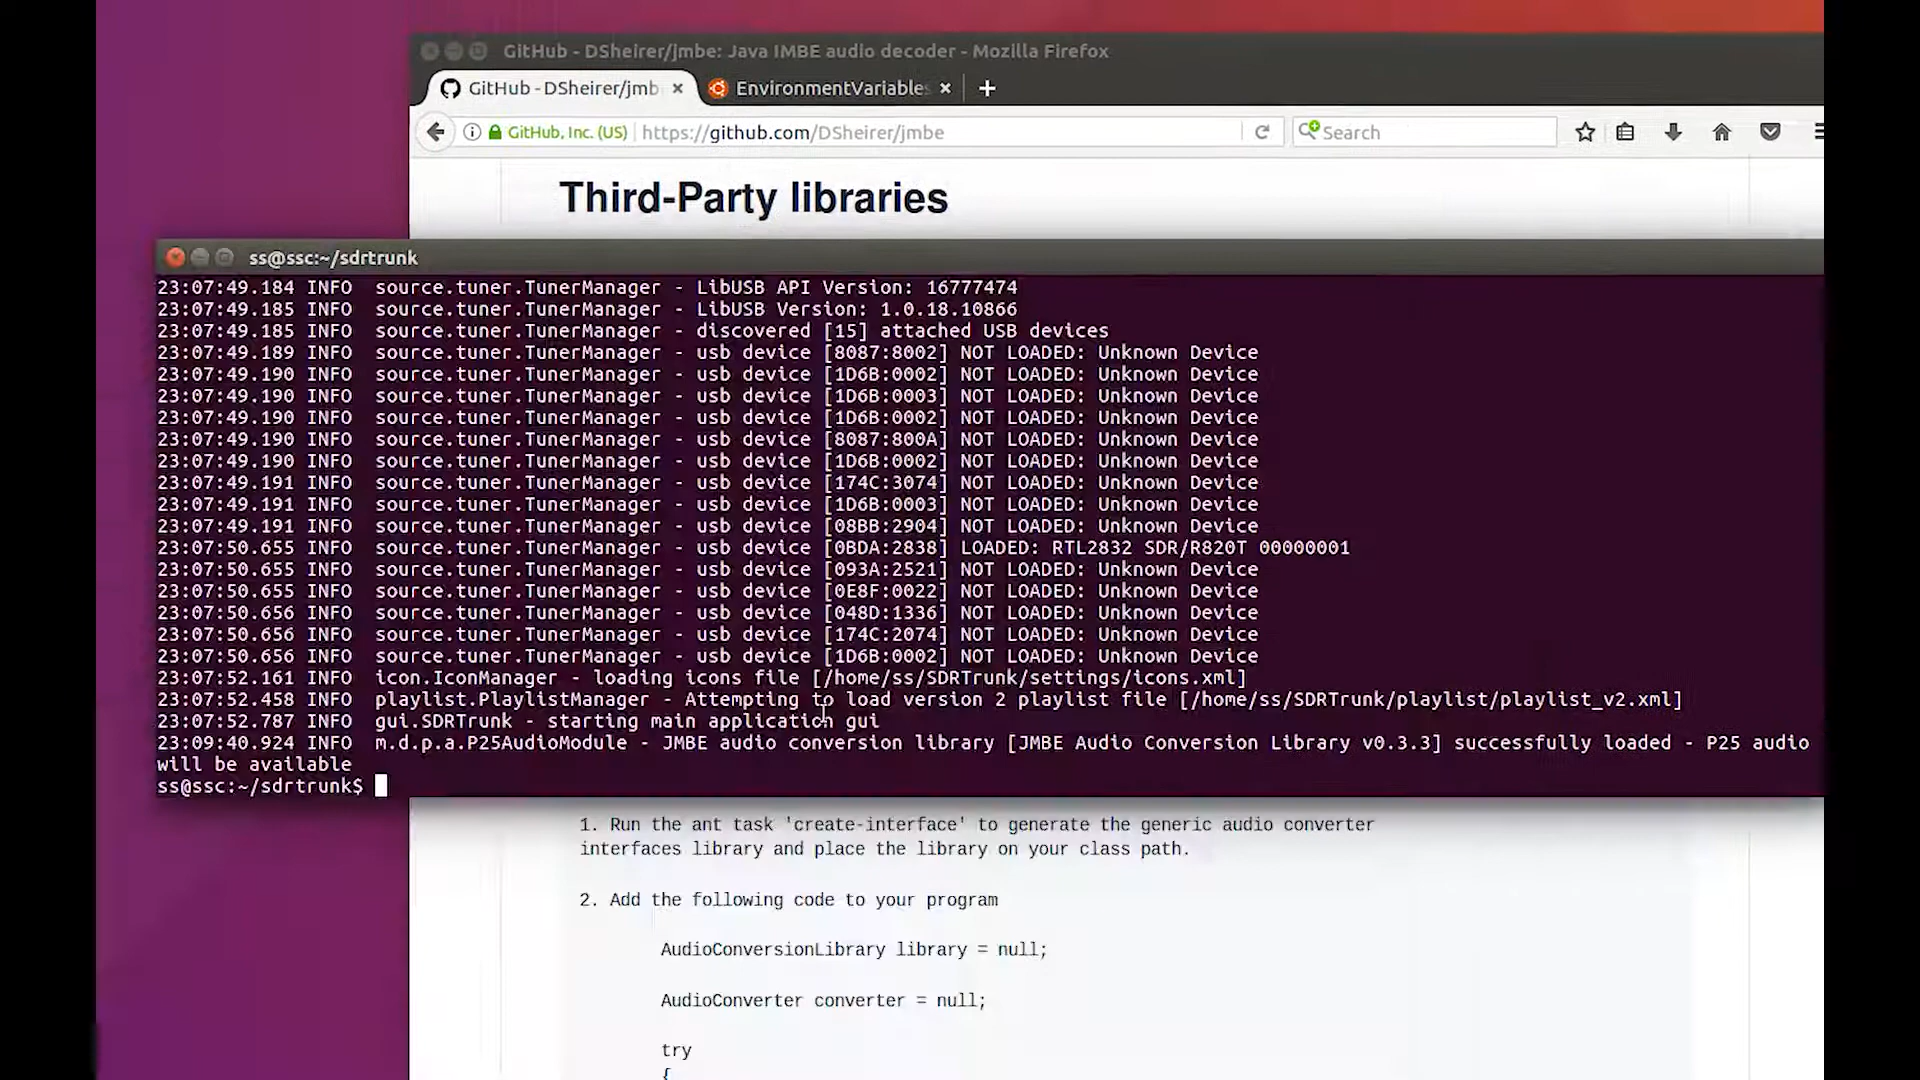 GitHub - DSheirer/jmbe: Java IMBE audio decoder - Mozilla Firefox
GitHub - DSheirer/jmb
EnvironmentVariables
GitHub, Inc. (US)
https://github.com/DSheirer/jmbe
Search
Third-Party libraries
ss@ssc:~/sdrtrunk
23:07:49.184 INFO  source.tuner.TunerManager - LibUSB API Version: 16777474
23:07:49.185 INFO  source.tuner.TunerManager - LibUSB Version: 1.0.18.10866
23:07:49.185 INFO  source.tuner.TunerManager - discovered [15] attached USB devices
23:07:49.189 INFO  source.tuner.TunerManager - usb device [8087:8002] NOT LOADED: Unknown Device
23:07:49.190 INFO  source.tuner.TunerManager - usb device [1D6B:0002] NOT LOADED: Unknown Device
23:07:49.190 INFO  source.tuner.TunerManager - usb device [1D6B:0003] NOT LOADED: Unknown Device
23:07:49.190 INFO  source.tuner.TunerManager - usb device [1D6B:0002] NOT LOADED: Unknown Device
23:07:49.190 INFO  source.tuner.TunerManager - usb device [8087:800A] NOT LOADED: Unknown Device
23:07:49.190 INFO  source.tuner.TunerManager - usb device [1D6B:0002] NOT LOADED: Unknown Device
23:07:49.191 INFO  source.tuner.TunerManager - usb device [174C:3074] NOT LOADED: Unknown Device
23:07:49.191 INFO  source.tuner.TunerManager - usb device [1D6B:0003] NOT LOADED: Unknown Device
23:07:49.191 INFO  source.tuner.TunerManager - usb device [08BB:2904] NOT LOADED: Unknown Device
23:07:50.655 INFO  source.tuner.TunerManager - usb device [0BDA:2838] LOADED: RTL2832 SDR/R820T 00000001
23:07:50.655 INFO  source.tuner.TunerManager - usb device [093A:2521] NOT LOADED: Unknown Device
23:07:50.655 INFO  source.tuner.TunerManager - usb device [0E8F:0022] NOT LOADED: Unknown Device
23:07:50.656 INFO  source.tuner.TunerManager - usb device [048D:1336] NOT LOADED: Unknown Device
23:07:50.656 INFO  source.tuner.TunerManager - usb device [174C:2074] NOT LOADED: Unknown Device
23:07:50.656 INFO  source.tuner.TunerManager - usb device [1D6B:0002] NOT LOADED: Unknown Device
23:07:52.161 INFO  icon.IconManager - loading icons file [/home/ss/SDRTrunk/settings/icons.xml]
23:07:52.458 INFO  playlist.PlaylistManager - Attempting to load version 2 playlist file [/home/ss/SDRTrunk/playlist/playlist_v2.xml]
23:07:52.787 INFO  gui.SDRTrunk - starting main application gui
23:09:40.924 INFO  m.d.p.a.P25AudioModule - JMBE audio conversion library [JMBE Audio Conversion Library v0.3.3] successfully loaded - P25 audio
will be available
ss@ssc:~/sdrtrunk$
1. Run the ant task 'create-interface' to generate the generic audio converter
interfaces library and place the library on your class path.
2. Add the following code to your program
AudioConversionLibrary library = null;
AudioConverter converter = null;
try
{